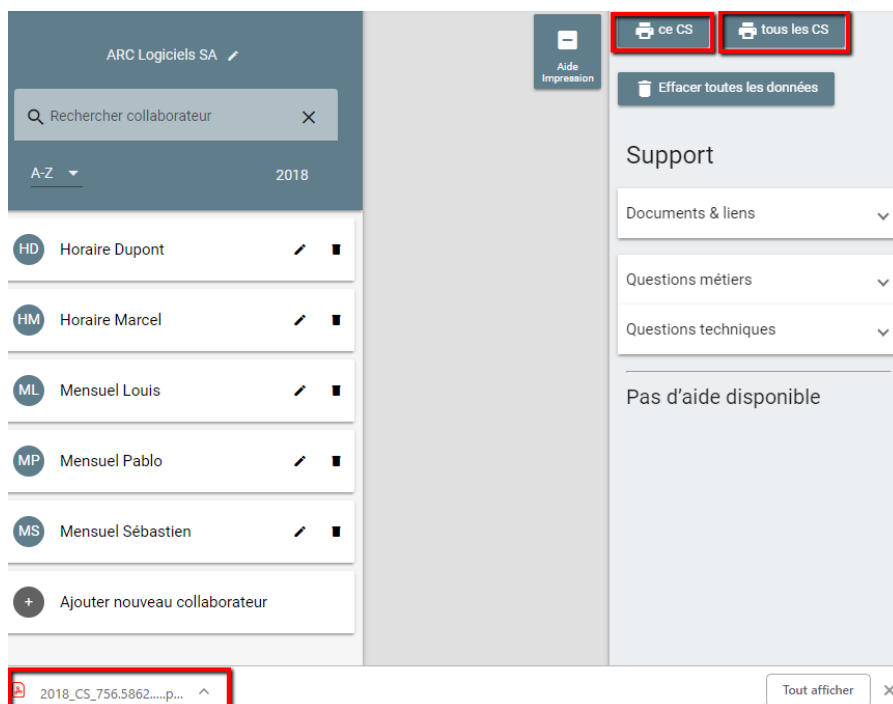 ARC Logiciels SA
Rechercher collaborateur
A-Z
2018
HD Horaire Dupont
HM Horaire Marcel
ML Mensuel Louis
MP Mensuel Pablo
MS Mensuel Sébastien
Ajouter nouveau collaborateur
Aide
Impression
ce CS
tous les CS
Effacer toutes les données
Support
Documents & liens
Questions métiers
Questions techniques
Pas d'aide disponible
2018_CS_756.5862.....p...
Tout afficher